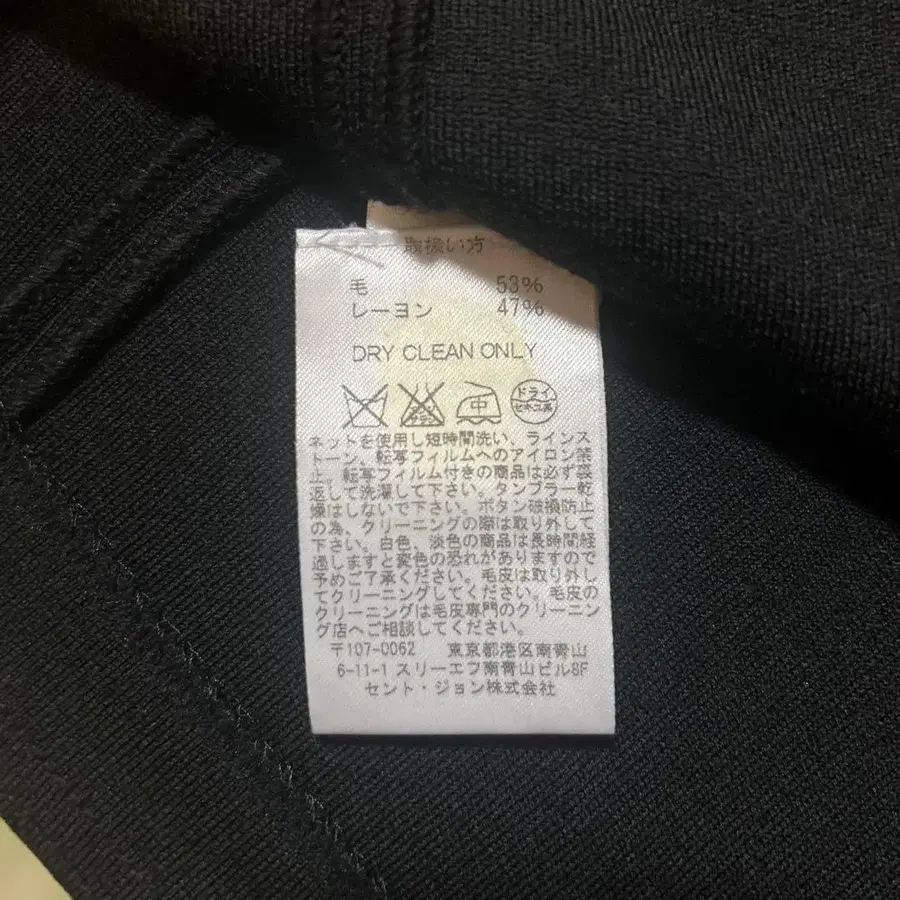 取扱い方
毛 53%
レーヨン 47%
DRY CLEAN ONLY
中 ドライ
ネットを使用し短時間洗い、ラインス
トーン、転写フィルムへのアイロン禁
止。転写フィルム付きの商品は必ず裏
返して洗濯して下さい。タンブラー乾
燥はしないで下さい。ボタン破損防止
の為、クリーニングの際は取り外して
下さい。白色、淡色の商品は長時間経
過しますと変色の恐れがありますので
予めご了承ください。毛皮は取り外し
てクリーニングしてください。毛皮の
クリーニングは毛皮専門のクリーニン
グ店へご相談してください。
〒107-0062 東京都港区南青山
6-11-1 スリーエフ南青山ビル8F
セント・ジョン株式会社